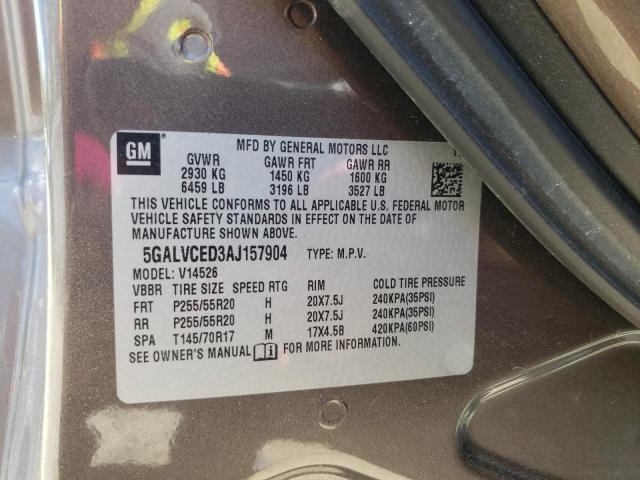 GM
MFD BY GENERAL MOTORS LLC
GVWR GAWR FRT GAWR RR
2930 KG 1450 KG 1600 KG
6459 LB 3196 LB 3527 LB
THIS VEHICLE CONFORMS TO ALL APPLICABLE U.S. FEDERAL MOTOR
VEHICLE SAFETY STANDARDS IN EFFECT ON THE DATE OF
MANUFACTURE SHOWN ABOVE.
5GALVCED3AJ157904 TYPE: M.P.V.
MODEL: V14526
VBBR TIRE SIZE SPEED RTG RIM COLD TIRE PRESSURE
FRT P255/55R20 H 20X7.5J 240KPA(35PSI)
RR P255/55R20 H 20X7.5J 240KPA(35PSI)
SPA T145/70R17 M 17X4.5B 420KPA(60PSI)
SEE OWNER'S MANUAL FOR MORE INFORMATION.